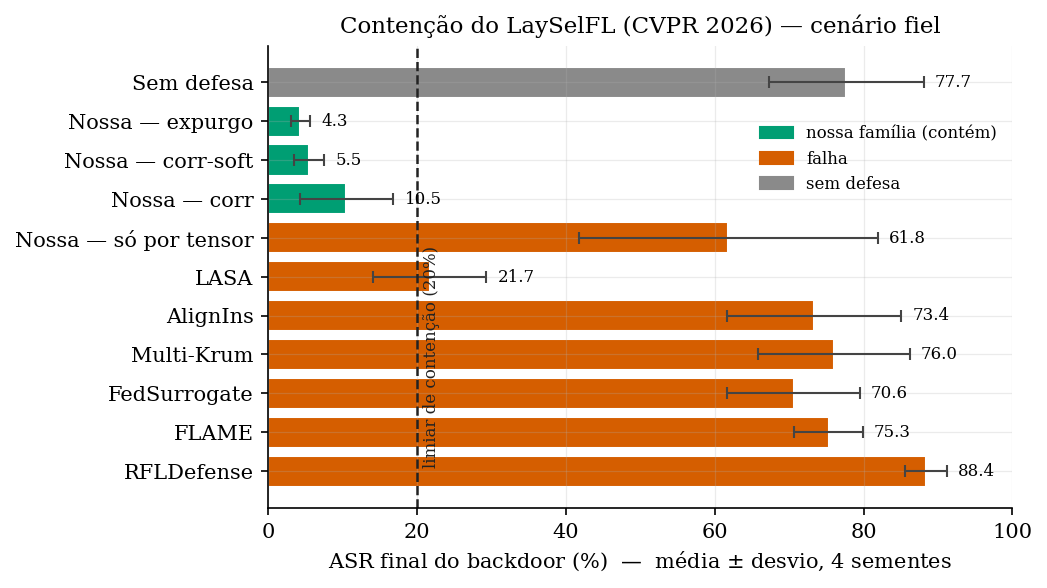 Contenção do LaySelFL (CVPR 2026) — cenário fiel
Sem defesa
77.7
Nossa — expurgo
4.3
Nossa — corr-soft
5.5
Nossa — corr
10.5
Nossa — só por tensor
61.8
LASA
21.7
AlignIns
73.4
Multi-Krum
76.0
FedSurrogate
70.6
FLAME
75.3
RFLDefense
88.4
nossa família (contém)
falha
sem defesa
limiar de contenção (20%)
0 20 40 60 80 100
ASR final do backdoor (%) — média ± desvio, 4 sementes